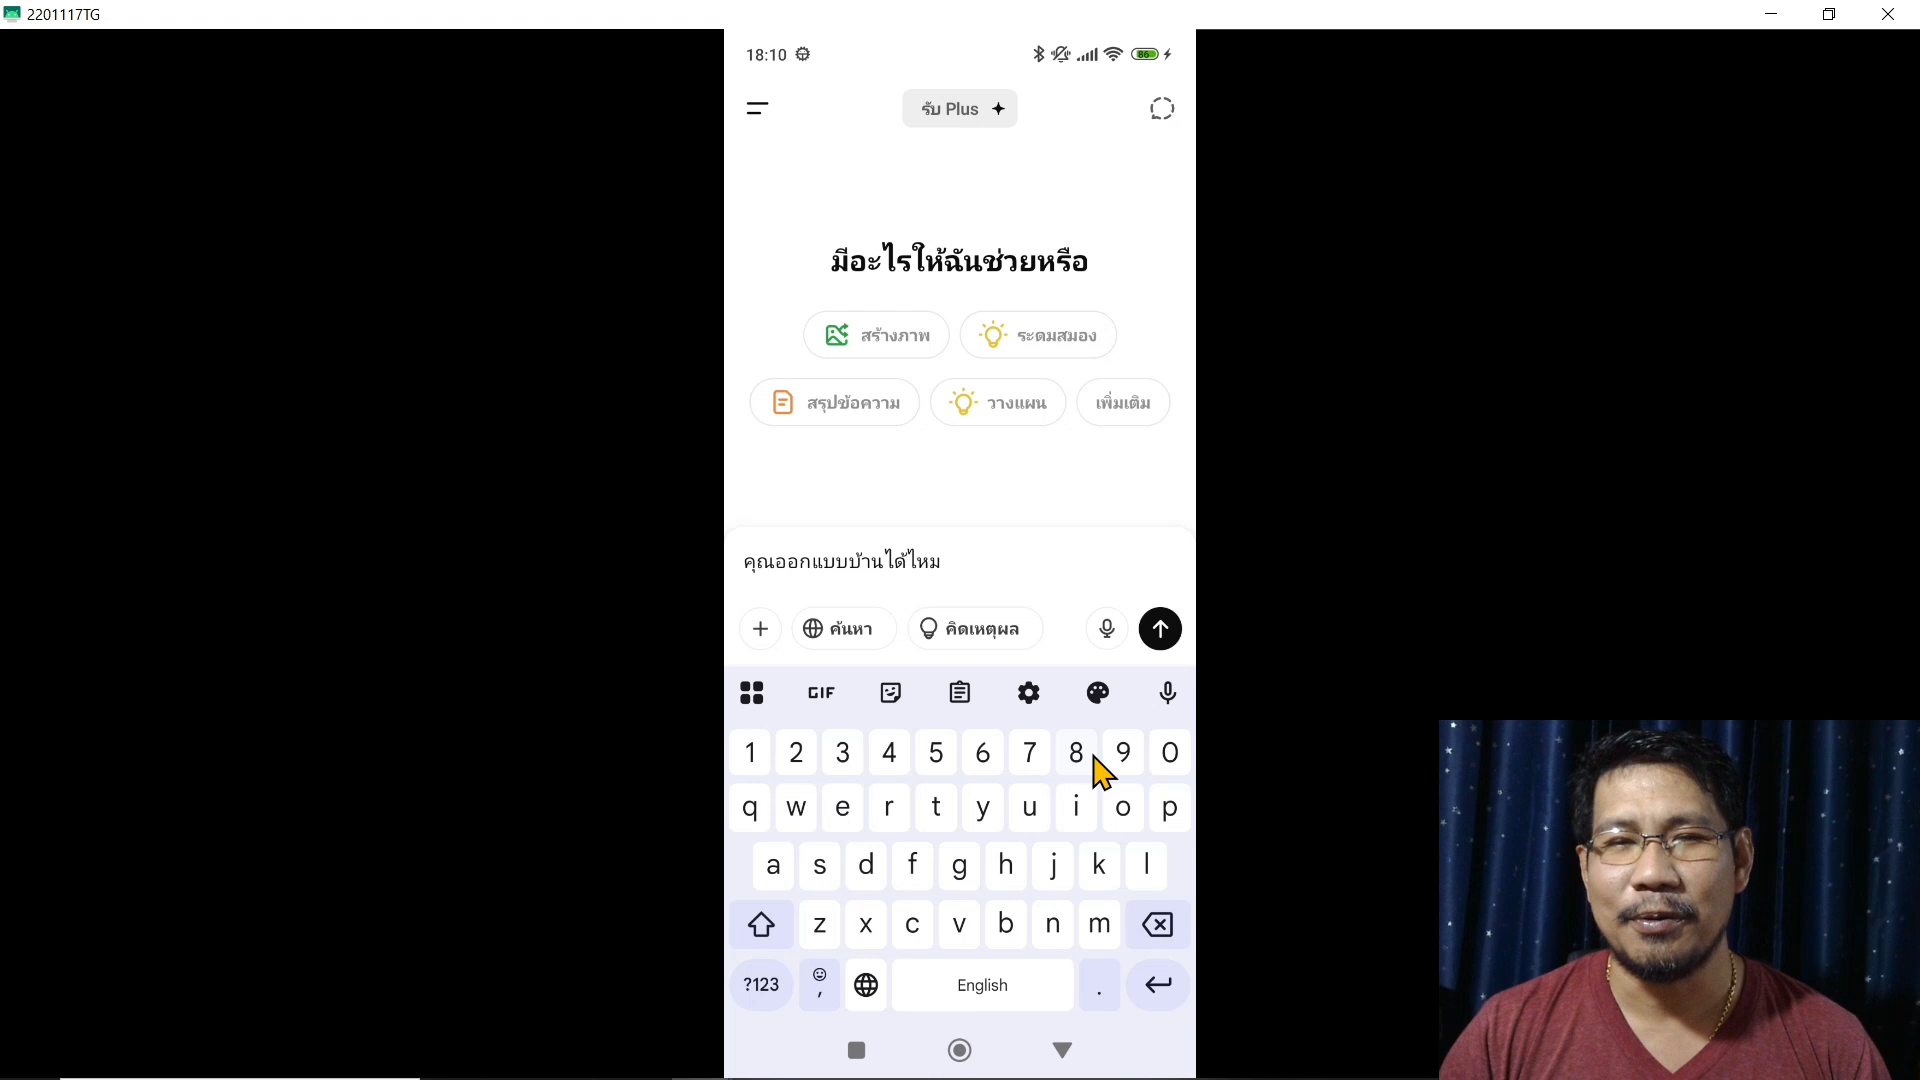 2201117TG
18:10
86
รับ Plus
มีอะไรให้ฉันช่วยหรือ
สร้างภาพ
ระดมสมอง
สรุปข้อความ
วางแผน
เพิ่มเติม
คุณออกแบบบ้านได้ไหม
ค้นหา
คิดเหตุผล
GIF
1 2 3 4 5 6 7 8 9 0
q w e r t y u i o p
a s d f g h j k l
z x c v b n m
?123 , English .